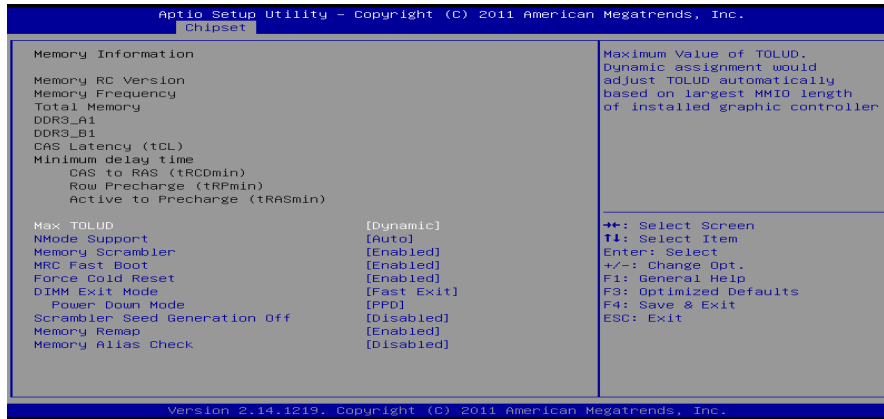 Aptio Setup Utility – Copyright (C) 2011 American Megatrends, Inc.
Chipset
Memory Information
Memory RC Version
Memory Frequency
Total Memory
DDR3_A1
DDR3_B1
CAS Latency (tCL)
Minimum delay time
CAS to RAS (tRCDmin)
Row Precharge (tRPmin)
Active to Precharge (tRASmin)
Max TOLUD [Dynamic]
NMode Support [Auto]
Memory Scrambler [Enabled]
MRC Fast Boot [Enabled]
Force Cold Reset [Enabled]
DIMM Exit Mode [Fast Exit]
Power Down Mode [PPD]
Scrambler Seed Generation Off [Disabled]
Memory Remap [Enabled]
Memory Alias Check [Disabled]
Maximum Value of TOLUD.
Dynamic assignment would
adjust TOLUD automatically
based on largest MMIO length
of installed graphic controller
→←: Select Screen
↑↓: Select Item
Enter: Select
+/-: Change Opt.
F1: General Help
F3: Optimized Defaults
F4: Save & Exit
ESC: Exit
Version 2.14.1219. Copyright (C) 2011 American Megatrends, Inc.